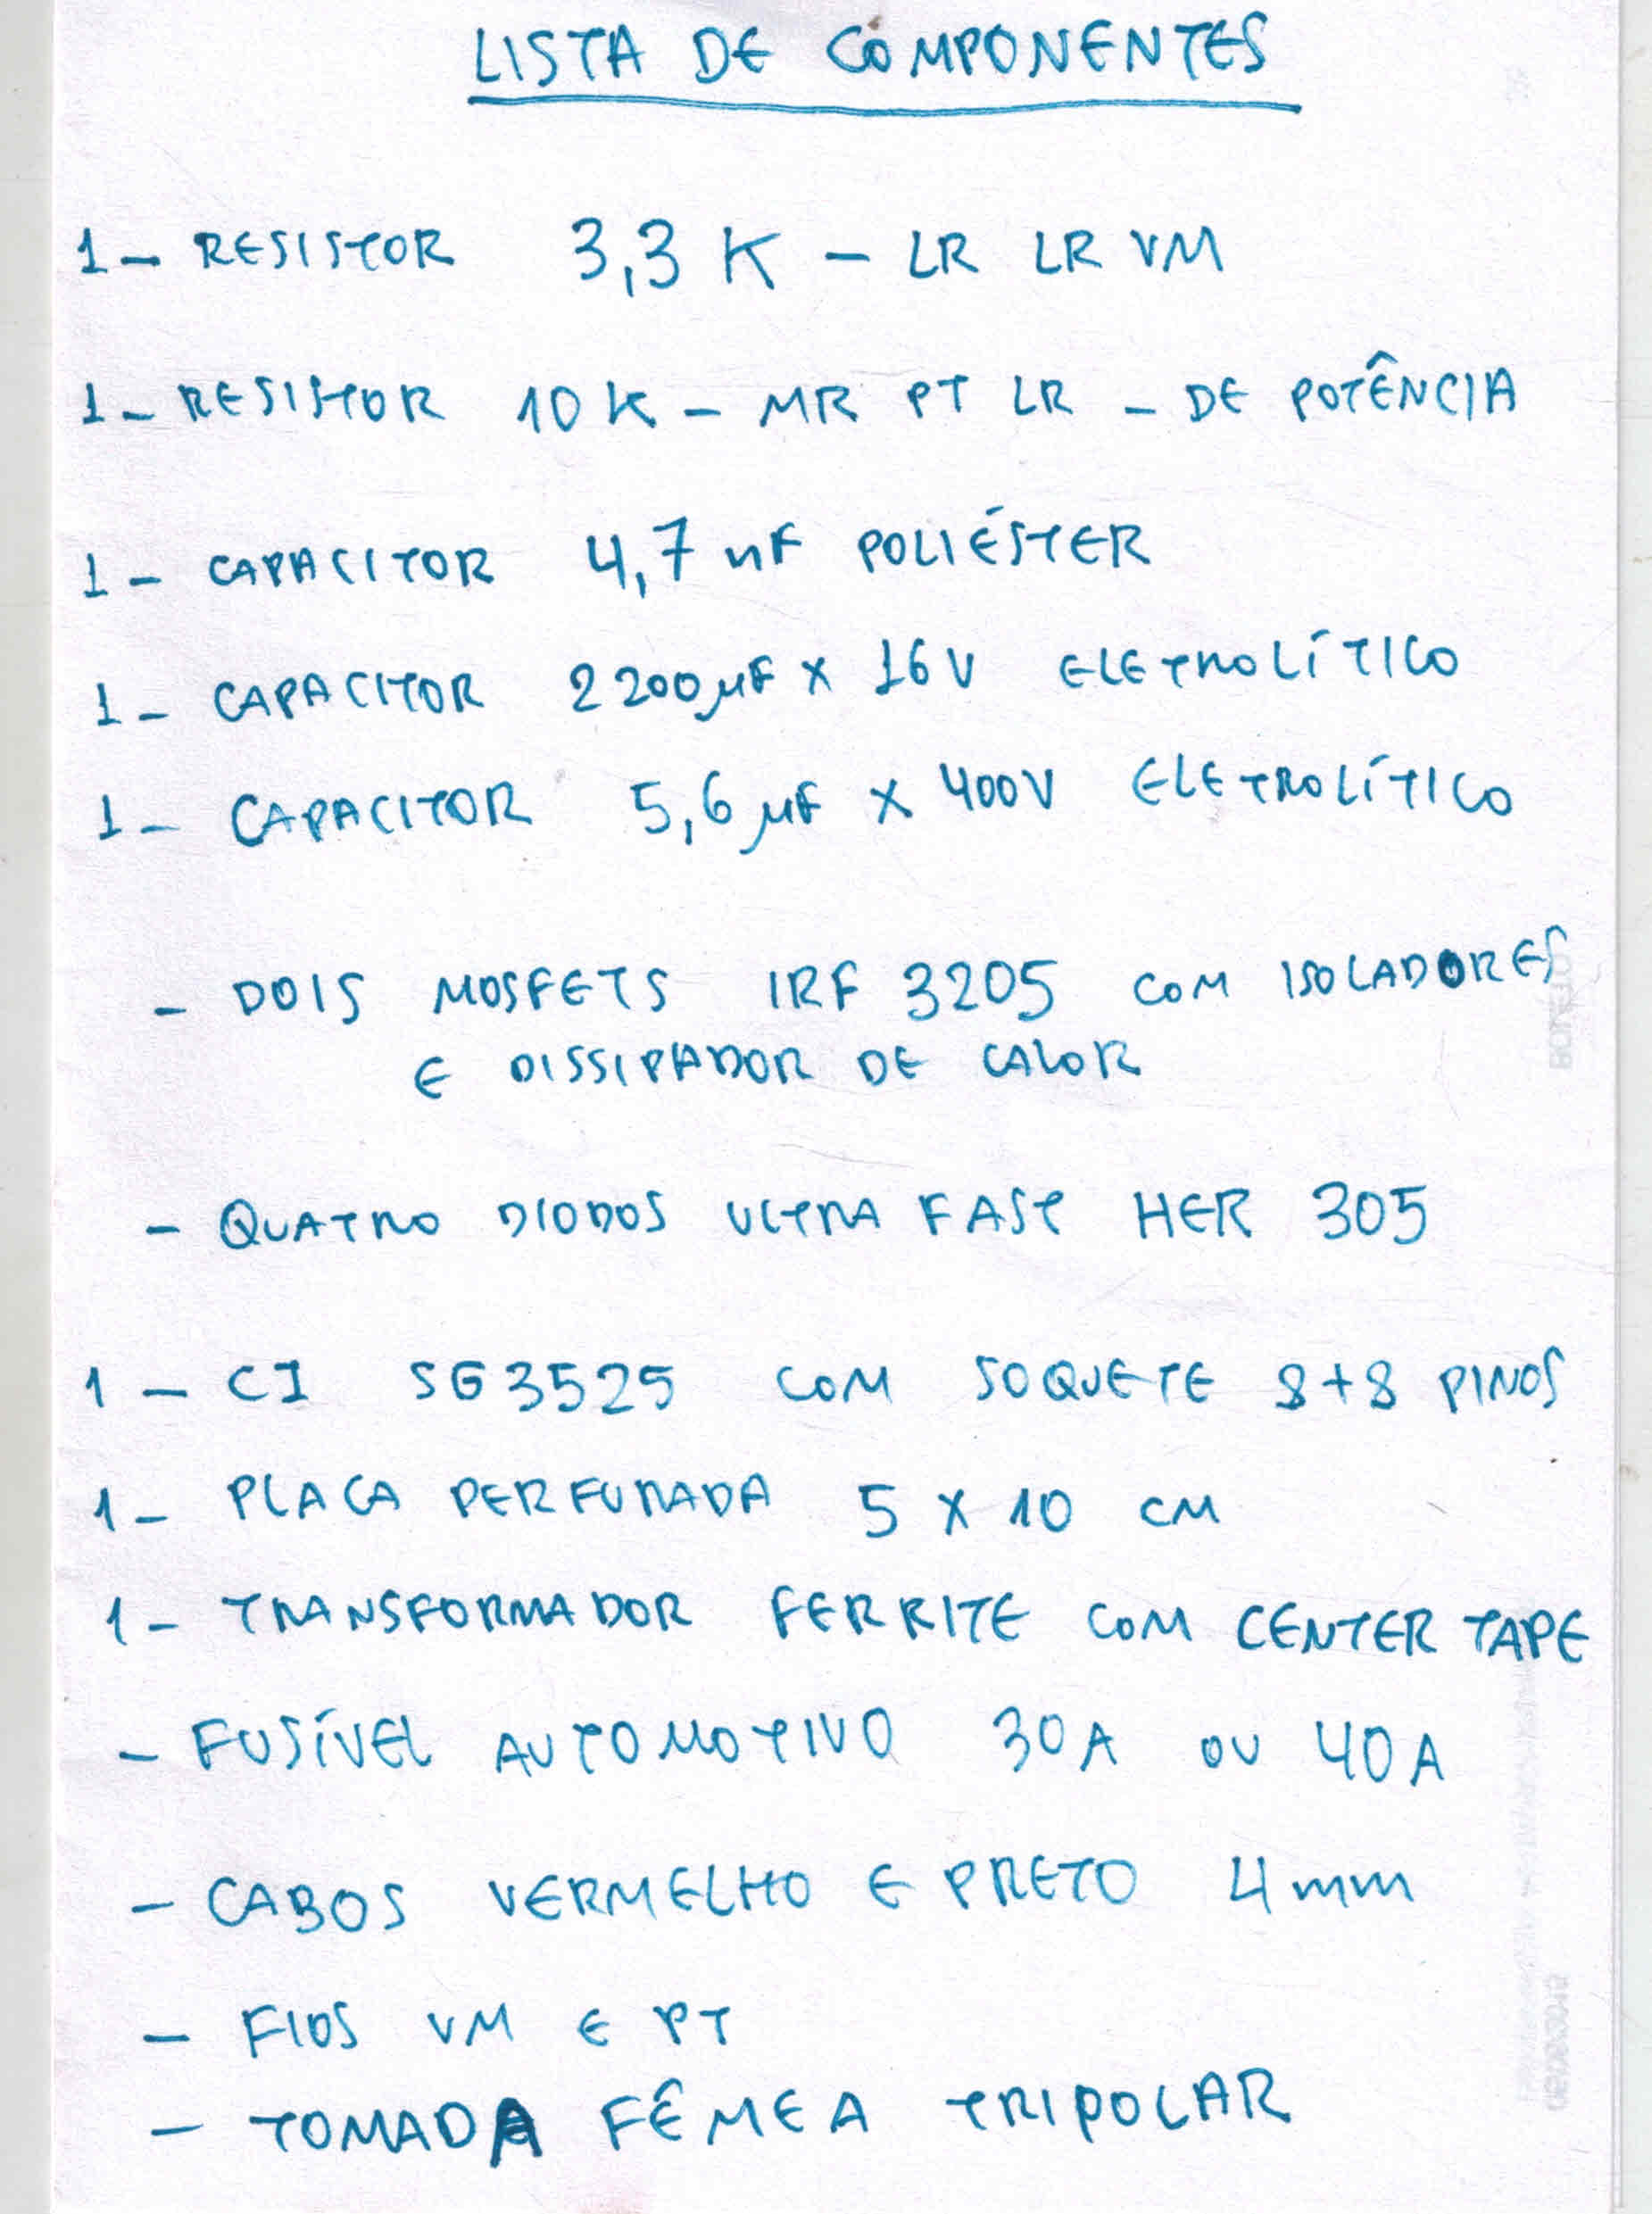 LISTA DE COMPONENTES
1- RESISTOR 3,3 K - LR LR VM
1- RESISTOR 10 K - MR PT LR - DE POTÊNCIA
1- CAPACITOR 4,7 nF POLIÉSTER
1- CAPACITOR 2200 µF X 16 V ELETROLÍTICO
1- CAPACITOR 5,6 µF X 400V ELETROLÍTICO
- DOIS MOSFETS IRF 3205 COM ISOLADORES
E DISSIPADOR DE CALOR
- QUATRO DIODOS ULTRA FAST HER 305
1 - CI SG3525 COM SOQUETE 8+8 PINOS
1- PLACA PERFURADA 5 X 10 CM
1- TRANSFORMADOR FERRITE COM CENTER TAPE
- FUSÍVEL AUTOMOTIVO 30A OU 40A
- CABOS VERMELHO E PRETO 4mm
- FIOS VM E PT
- TOMADA FÊMEA TRIPOLAR